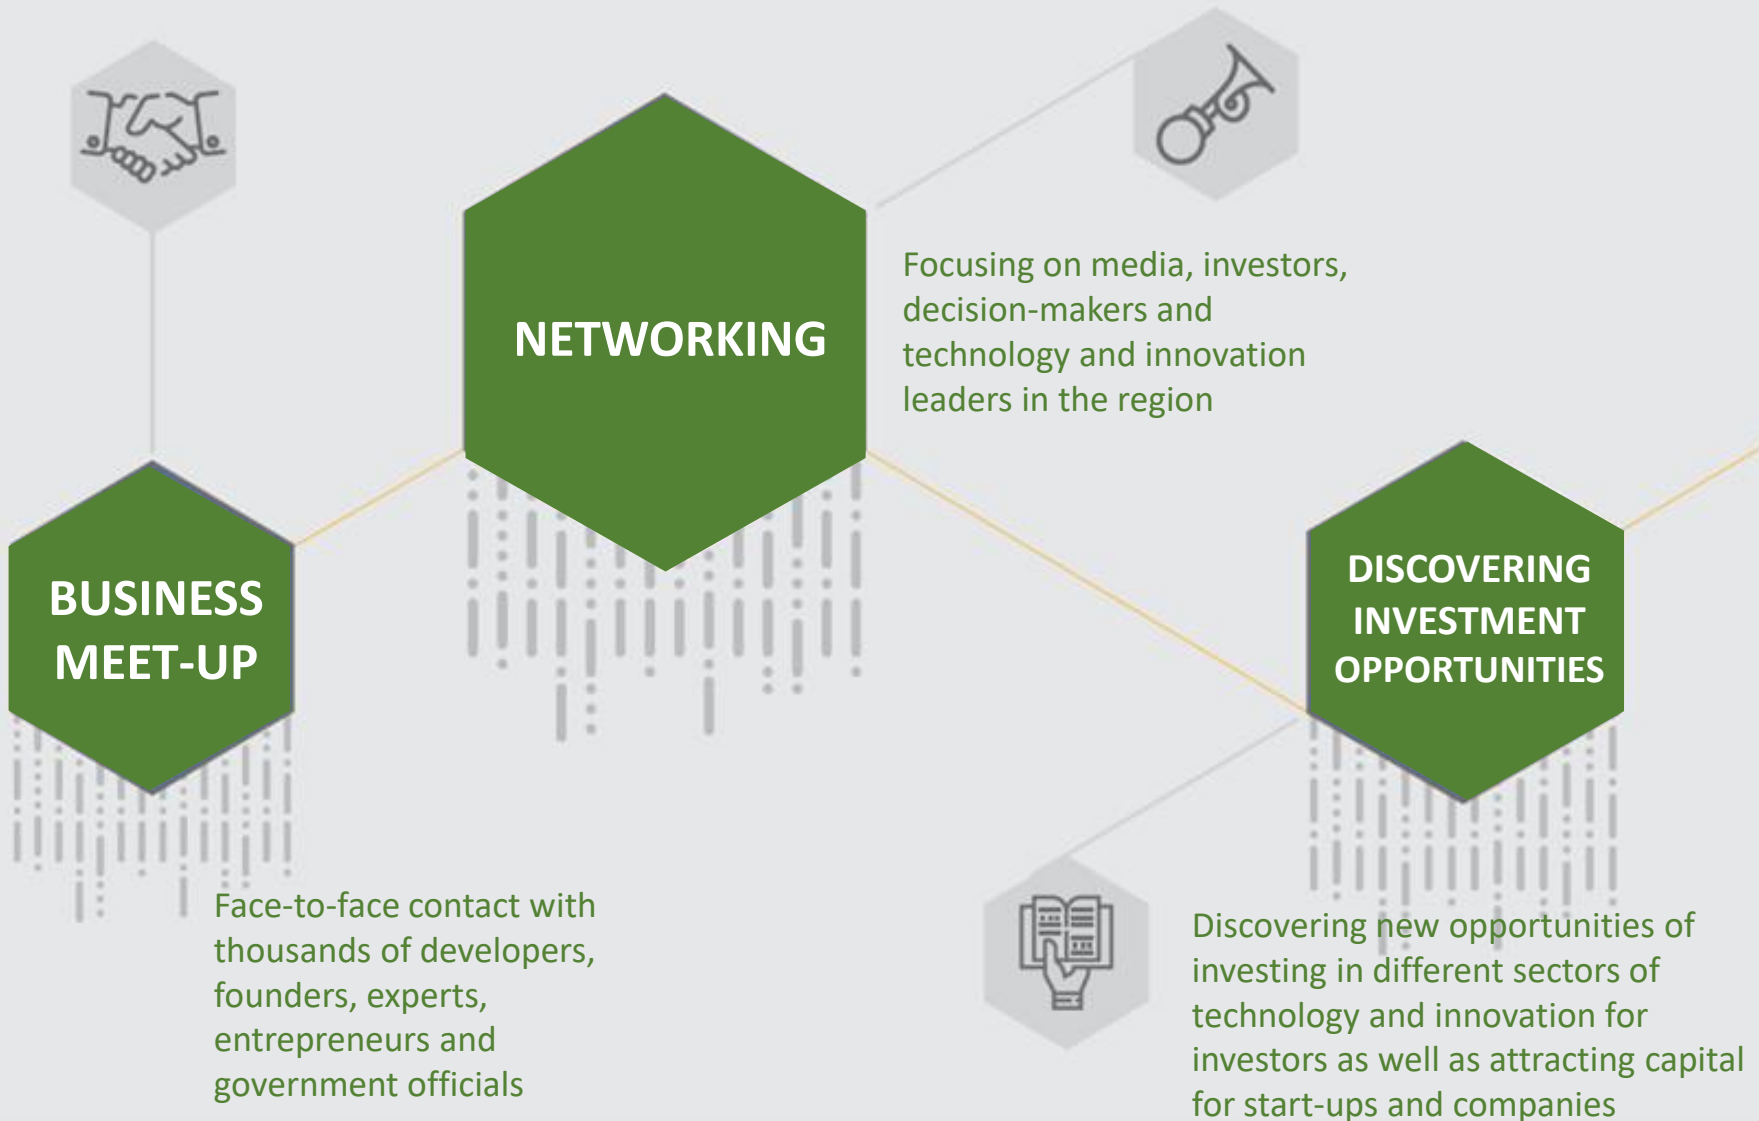 NETWORKING
Focusing on media, investors,
decision-makers and
technology and innovation
leaders in the region
BUSINESS
MEET-UP
Face-to-face contact with
thousands of developers,
founders, experts,
entrepreneurs and
government officials
DISCOVERING
INVESTMENT
OPPORTUNITIES
Discovering new opportunities of
investing in different sectors of
technology and innovation for
investors as well as attracting capital
for start-ups and companies